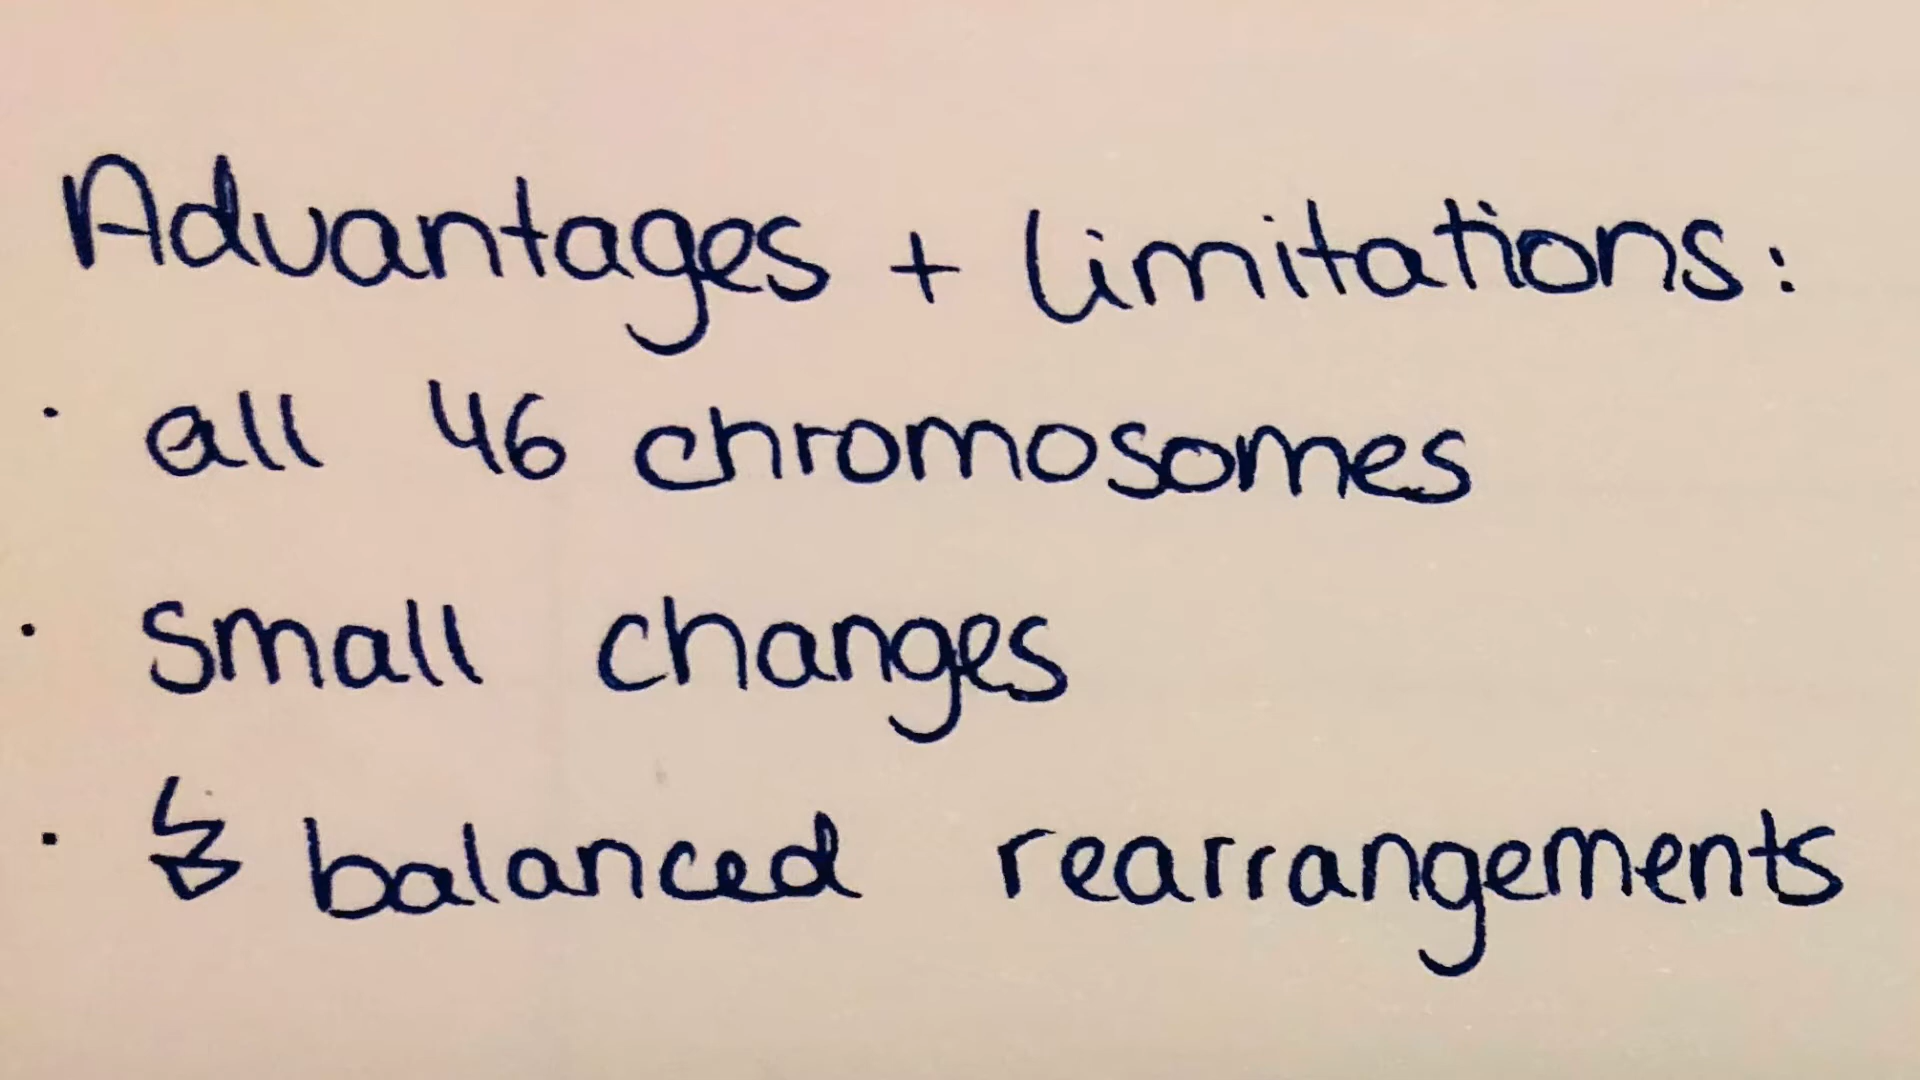 Advantages + limitations:
· all 46 chromosomes
· small changes
· ↯ balanced rearrangements